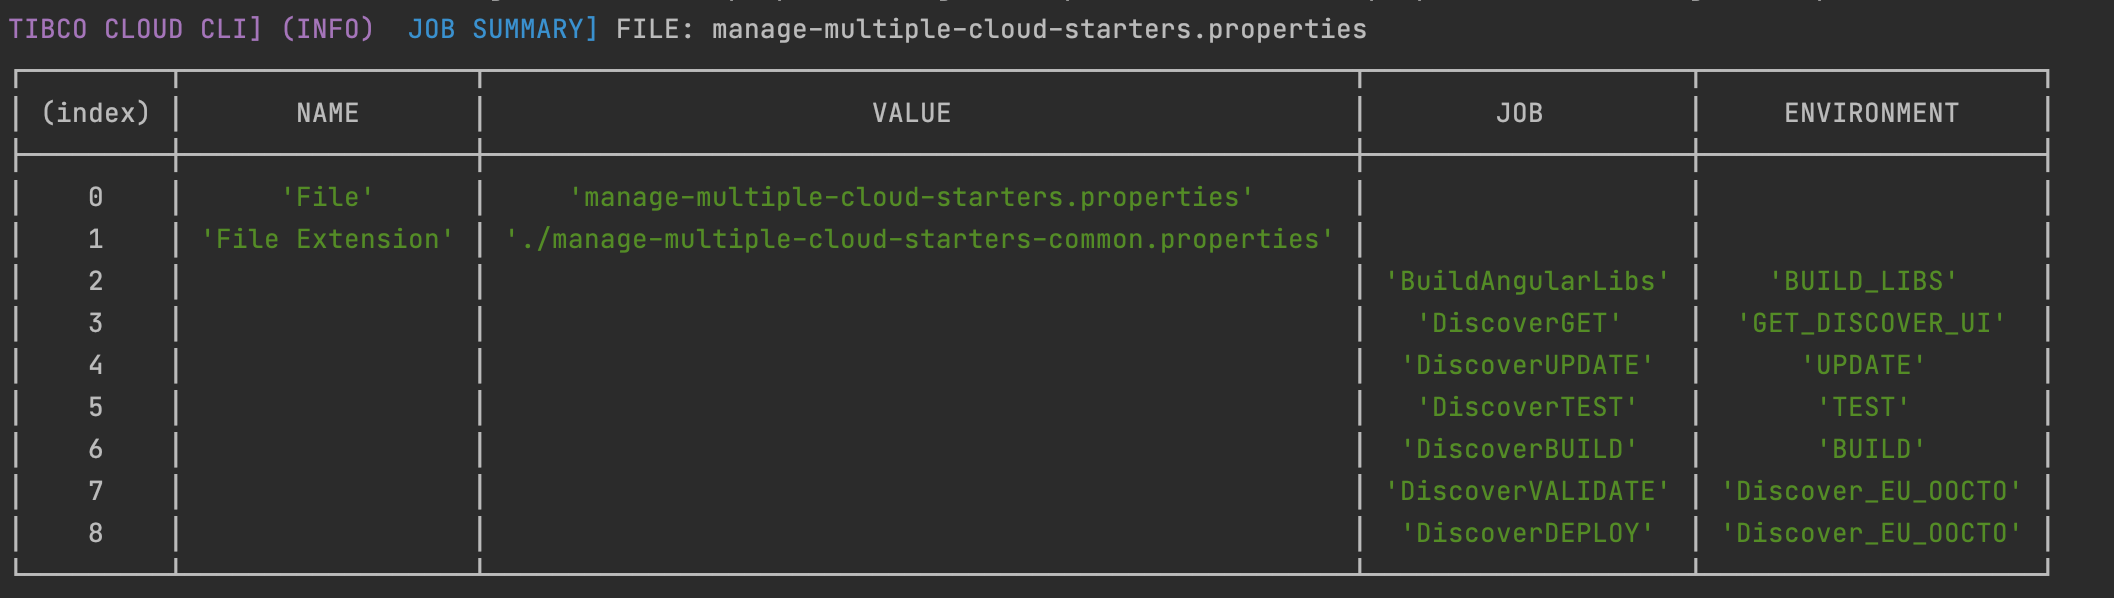 TIBCO CLOUD CLI] (INFO) JOB SUMMARY] FILE: manage-multiple-cloud-starters.properties
(index) NAME VALUE JOB ENVIRONMENT
0 'File' 'manage-multiple-cloud-starters.properties'
1 'File Extension' './manage-multiple-cloud-starters-common.properties'
2 'BuildAngularLibs' 'BUILD_LIBS'
3 'DiscoverGET' 'GET_DISCOVER_UI'
4 'DiscoverUPDATE' 'UPDATE'
5 'DiscoverTEST' 'TEST'
6 'DiscoverBUILD' 'BUILD'
7 'DiscoverVALIDATE' 'Discover_EU_OOCTO'
8 'DiscoverDEPLOY' 'Discover_EU_OOCTO'